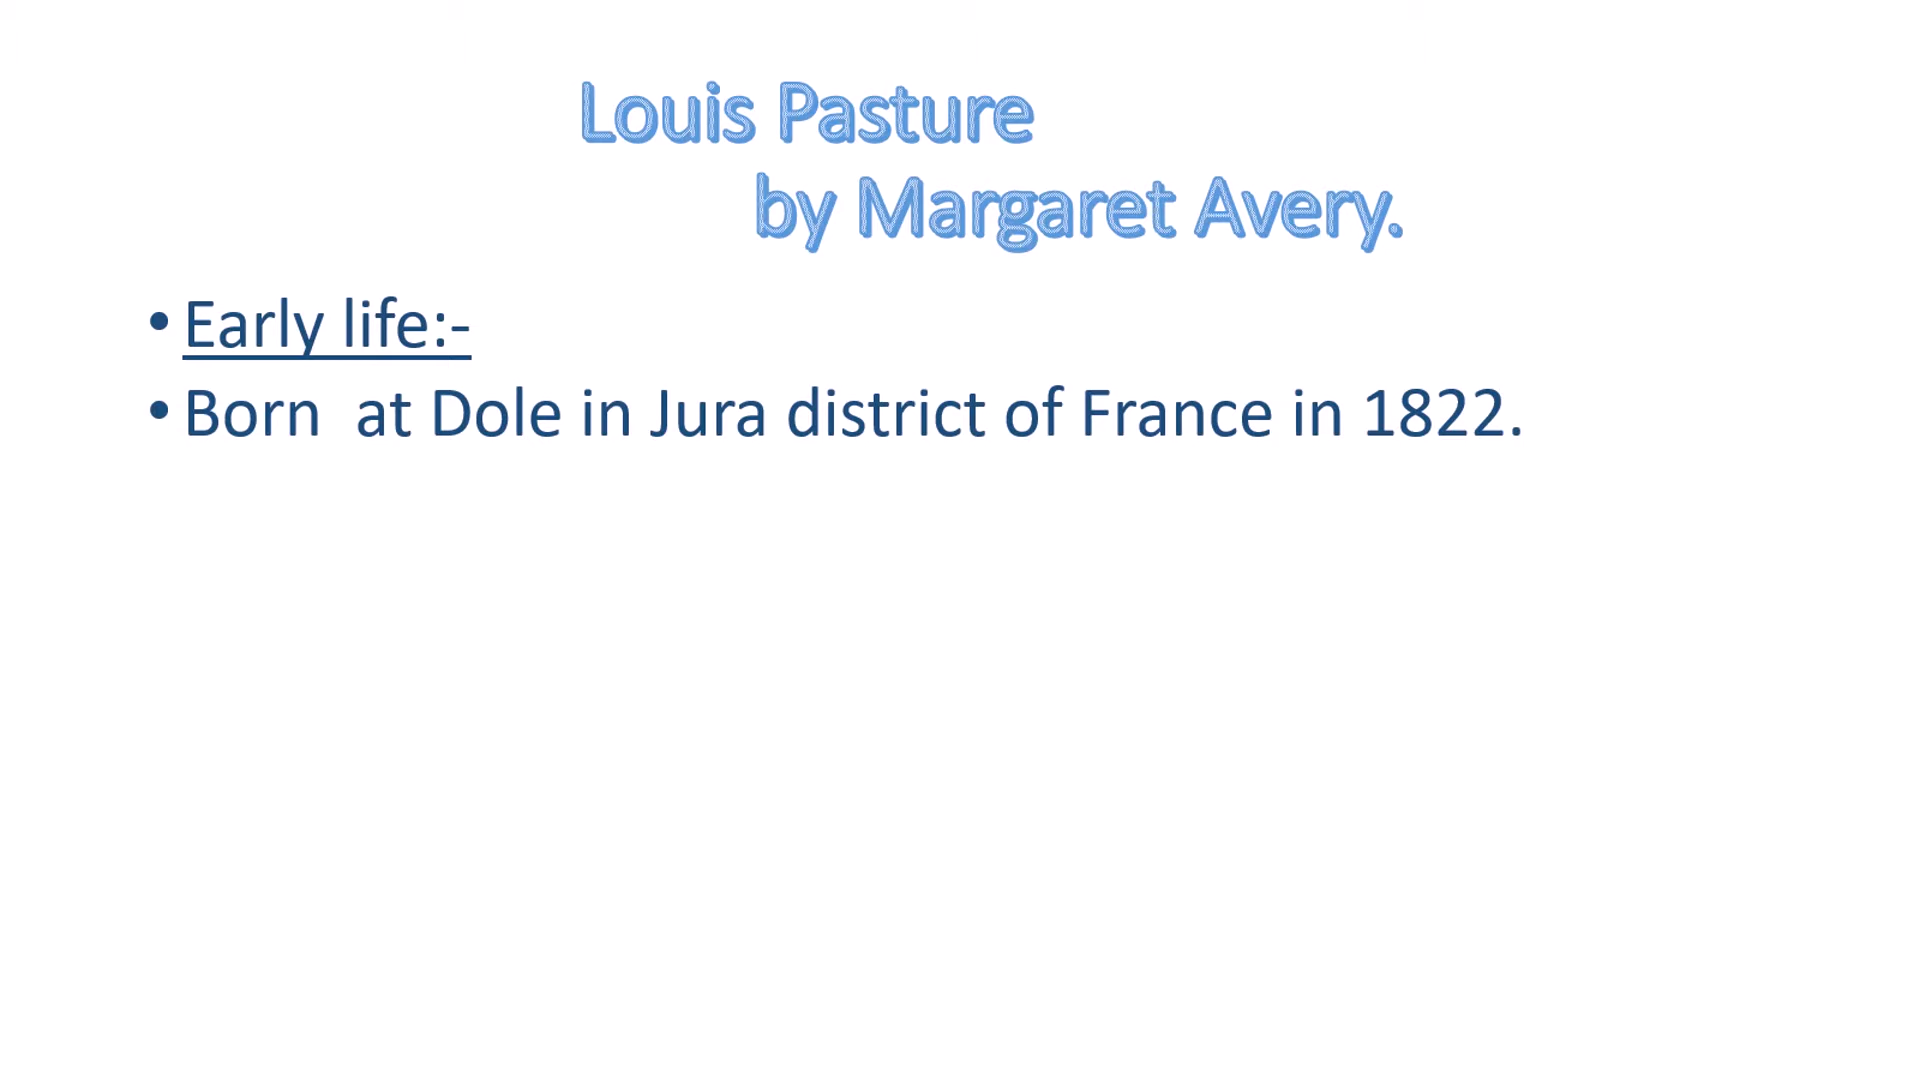 Louis Pasture
by Margaret Avery.
• Early life:-
• Born  at Dole in Jura district of France in 1822.